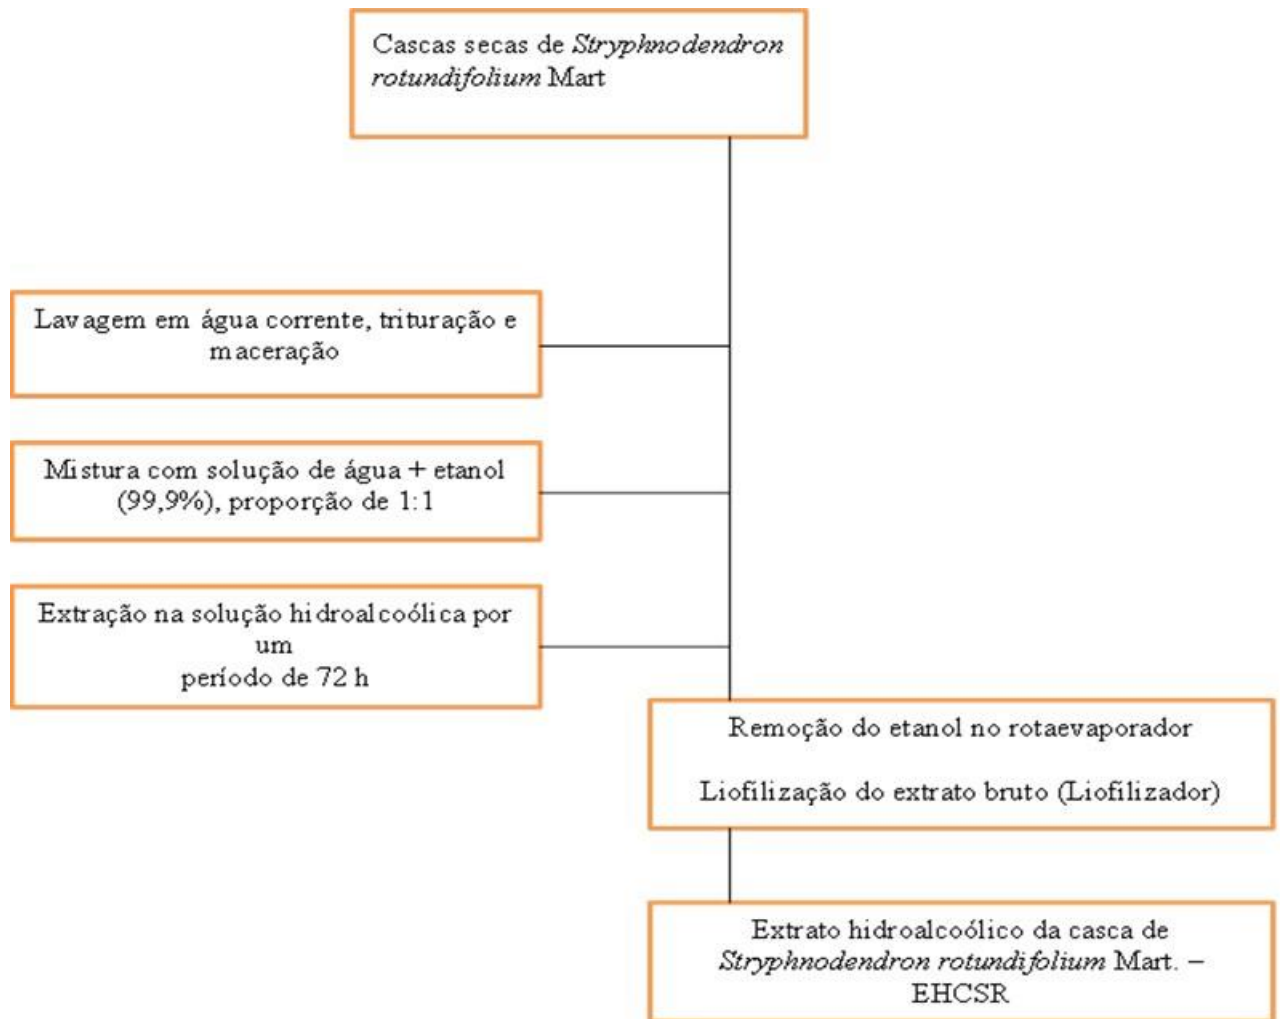 Cascas secas de Stryphnodendron
rotundifolium Mart
Lavagem em água corrente, trituração e
maceração
Mistura com solução de água + etanol
(99,9%), proporção de 1:1
Extração na solução hidroalcoólica por
um
período de 72 h
Remoção do etanol no rotaevaporador
Liofilização do extrato bruto (Liofilizador)
Extrato hidroalcoólico da casca de
Stryphnodendron rotundifolium Mart. –
EHCSR